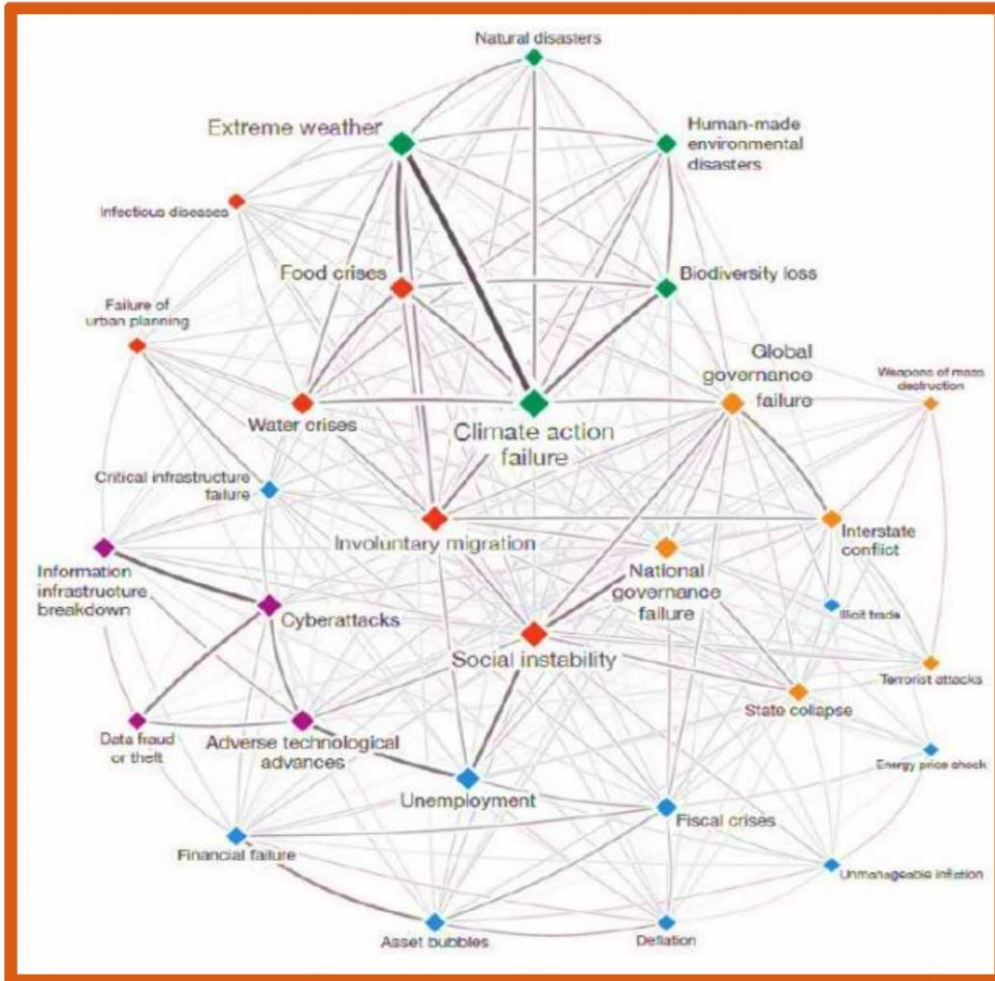 Natural disasters
Extreme weather
Human-made
environmental
disasters
Infectious diseases
Food crises
Biodiversity loss
Failure of
urban planning
Global
governance
failure
Weapons of mass
destruction
Water crises
Climate action
failure
Critical infrastructure
failure
Involuntary migration
Interstate
conflict
Information
infrastructure
breakdown
National
governance
failure
Cyberattacks
Illicit trade
Social instability
Terrorist attacks
State collapse
Data fraud
or theft
Adverse technological
advances
Energy price shock
Unemployment
Fiscal crises
Financial failure
Unmanageable inflation
Asset bubbles
Deflation